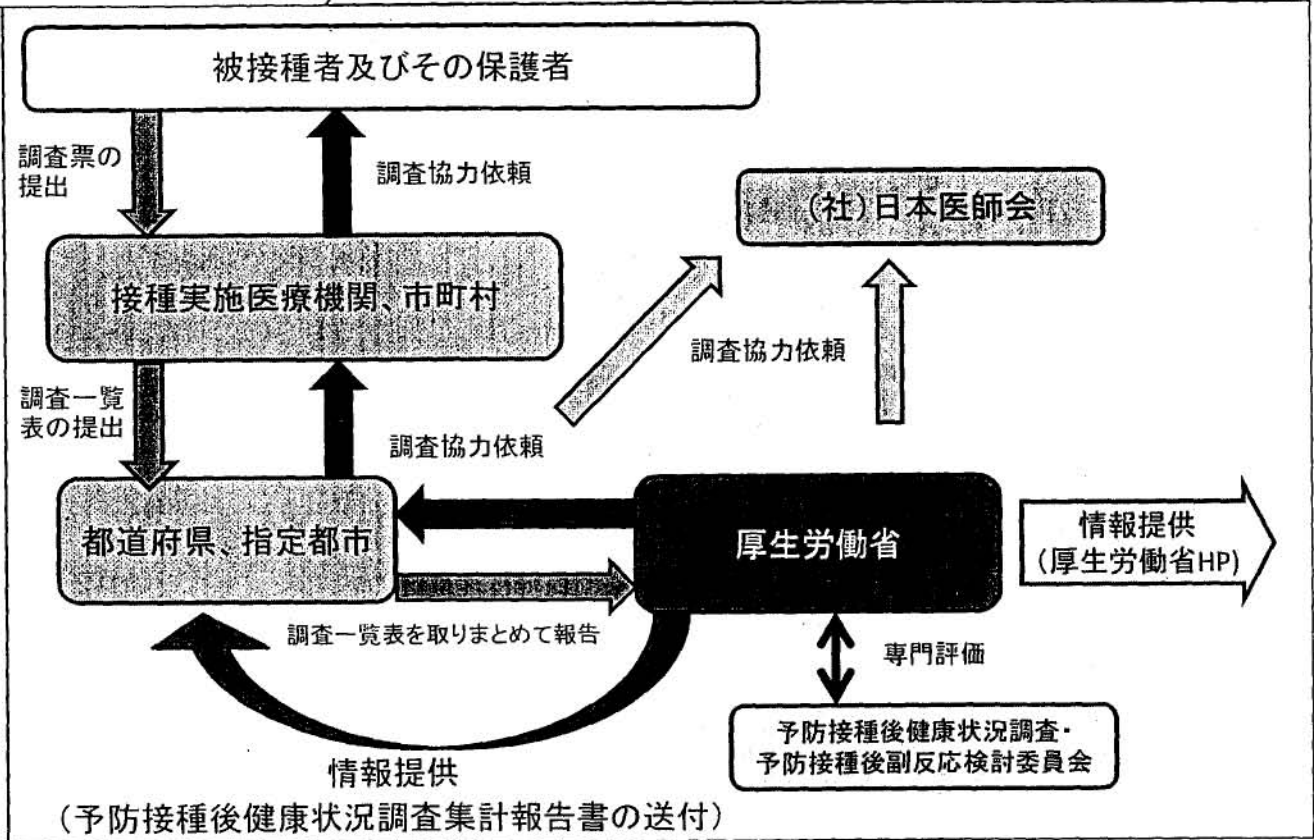 被接種者及びその保護者
調査票の
提出
調査協力依頼
(社)日本医師会
接種実施医療機関、市町村
調査協力依頼
調査一覧
表の提出
調査協力依頼
都道府県、指定都市
厚生労働省
情報提供
(厚生労働省HP)
調査一覧表を取りまとめて報告
専門評価
予防接種後健康状況調査・
予防接種後副反応検討委員会
情報提供
(予防接種後健康状況調査集計報告書の送付)